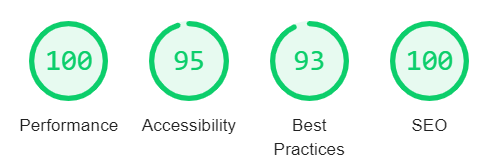 100 95 93 100
Performance Accessibility Best SEO
Practices